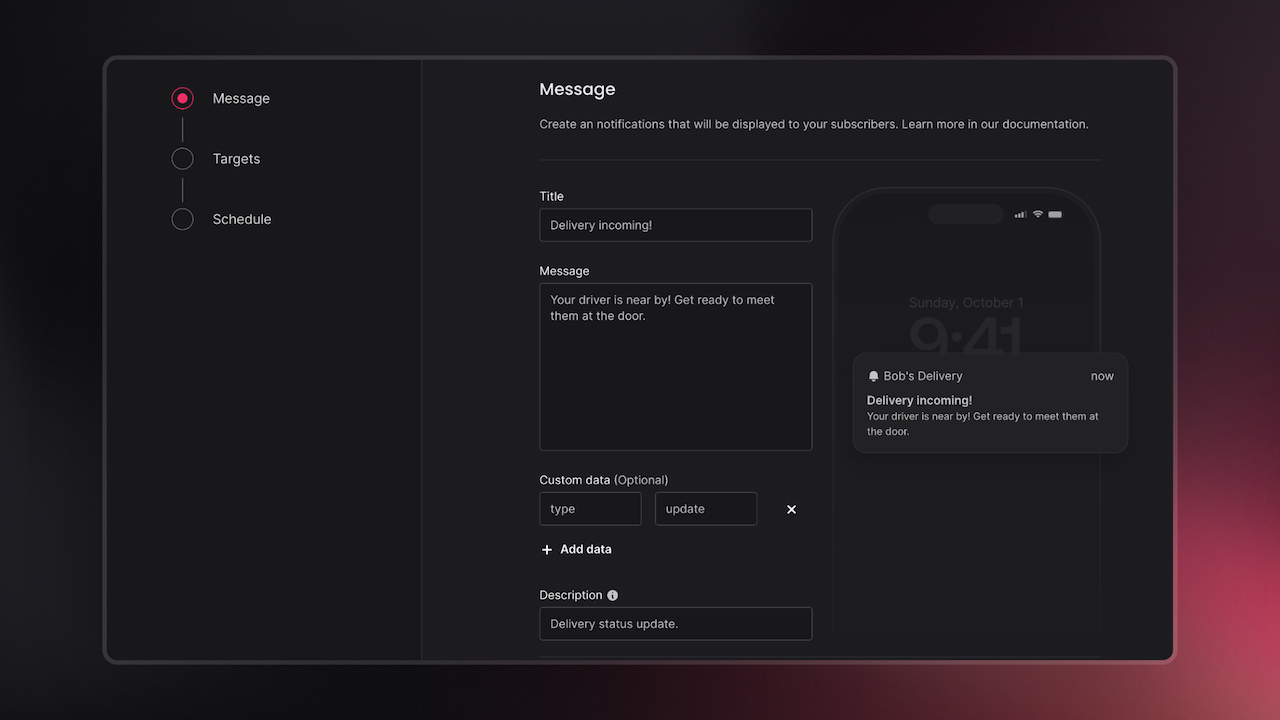 Message
Targets
Schedule
Message
Create an notifications that will be displayed to your subscribers. Learn more in our documentation.
Title
Delivery incoming!
Message
Your driver is near by! Get ready to meet
them at the door.
Custom data (Optional)
type
update
Add data
Description
Delivery status update.
Sunday, October 1
9:41
Bob's Delivery
now
Delivery incoming!
Your driver is near by! Get ready to meet them at
the door.